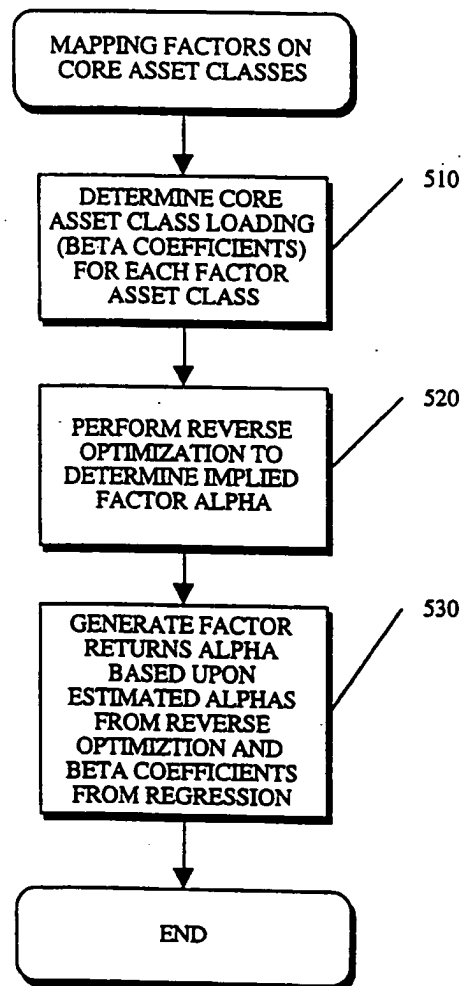 MAPPING FACTORS ON
CORE ASSET CLASSES
510
DETERMINE CORE
ASSET CLASS LOADING
(BETA COEFFICIENTS)
FOR EACH FACTOR
ASSET CLASS
520
PERFORM REVERSE
OPTIMIZATION TO
DETERMINE IMPLIED
FACTOR ALPHA
530
GENERATE FACTOR
RETURNS ALPHA
BASED UPON
ESTIMATED ALPHAS
FROM REVERSE
OPTIMIZTION AND
BETA COEFFICIENTS
FROM REGRESSION
END